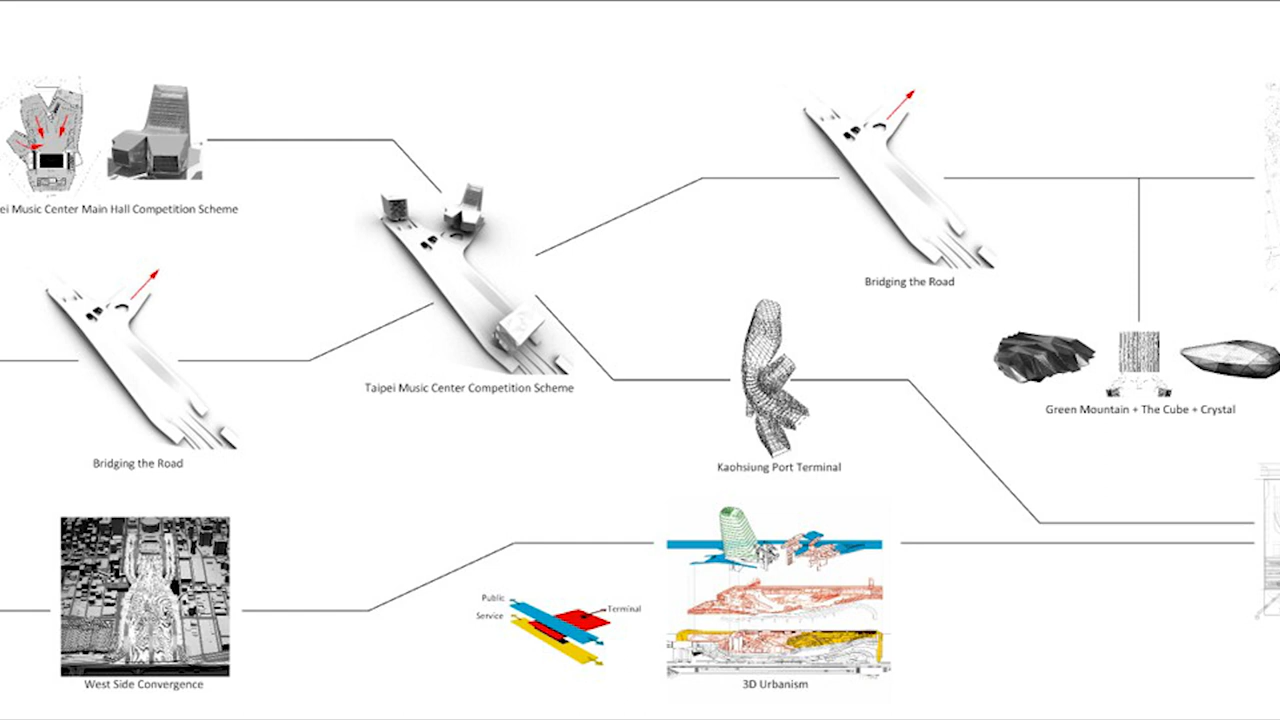 ei Music Center Main Hall Competition Scheme
Bridging the Road
Taipei Music Center Competition Scheme
Bridging the Road
Green Mountain + The Cube + Crystal
Kaohsiung Port Terminal
Public
Service
Terminal
West Side Convergence
3D Urbanism